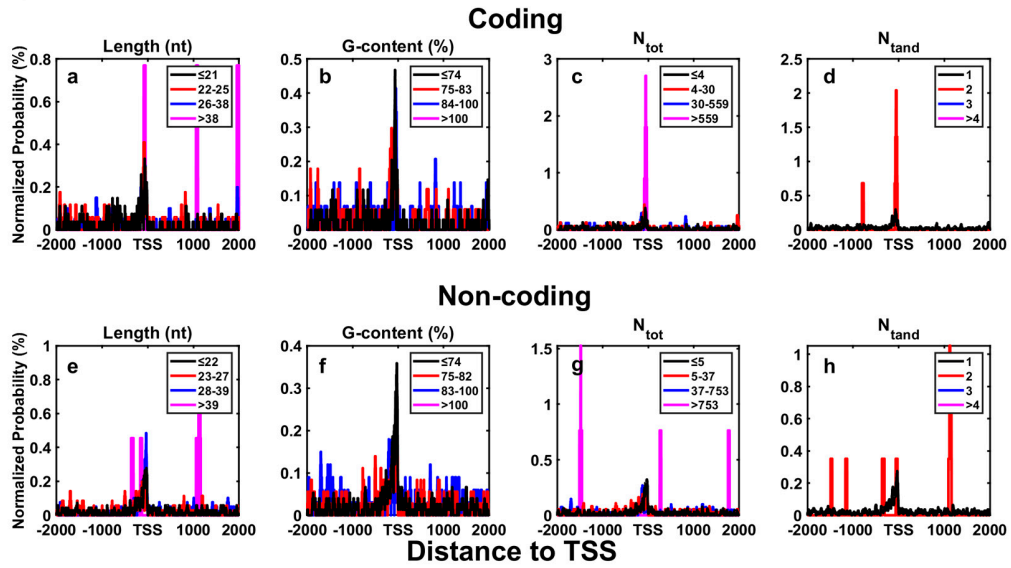 Coding
Length (nt)
G-content (%)
N_tot
N_tand
Normalized Probability (%)
a
≤21
22-25
26-38
>38
0.8
0.6
0.4
0.2
0
-2000 -1000 TSS 1000 2000
b
≤74
75-83
84-100
>100
0.5
0.4
0.3
0.2
0.1
0
-2000 -1000 TSS 1000 2000
c
≤4
4-30
30-559
>559
3
2
1
0
-2000 -1000 TSS 1000 2000
d
1
2
3
>4
2.5
2
1.5
1
0.5
0
-2000 -1000 TSS 1000 2000
Non-coding
Length (nt)
G-content (%)
N_tot
N_tand
Normalized Probability (%)
e
≤22
23-27
28-39
>39
1
0.8
0.6
0.4
0.2
0
-2000 -1000 TSS 1000 2000
f
≤74
75-82
83-100
>100
0.4
0.3
0.2
0.1
0
-2000 -1000 TSS 1000 2000
g
≤5
5-37
37-753
>753
1.5
1
0.5
0
-2000 -1000 TSS 1000 2000
h
1
2
3
>4
1
0.8
0.6
0.4
0.2
0
-2000 -1000 TSS 1000 2000
Distance to TSS